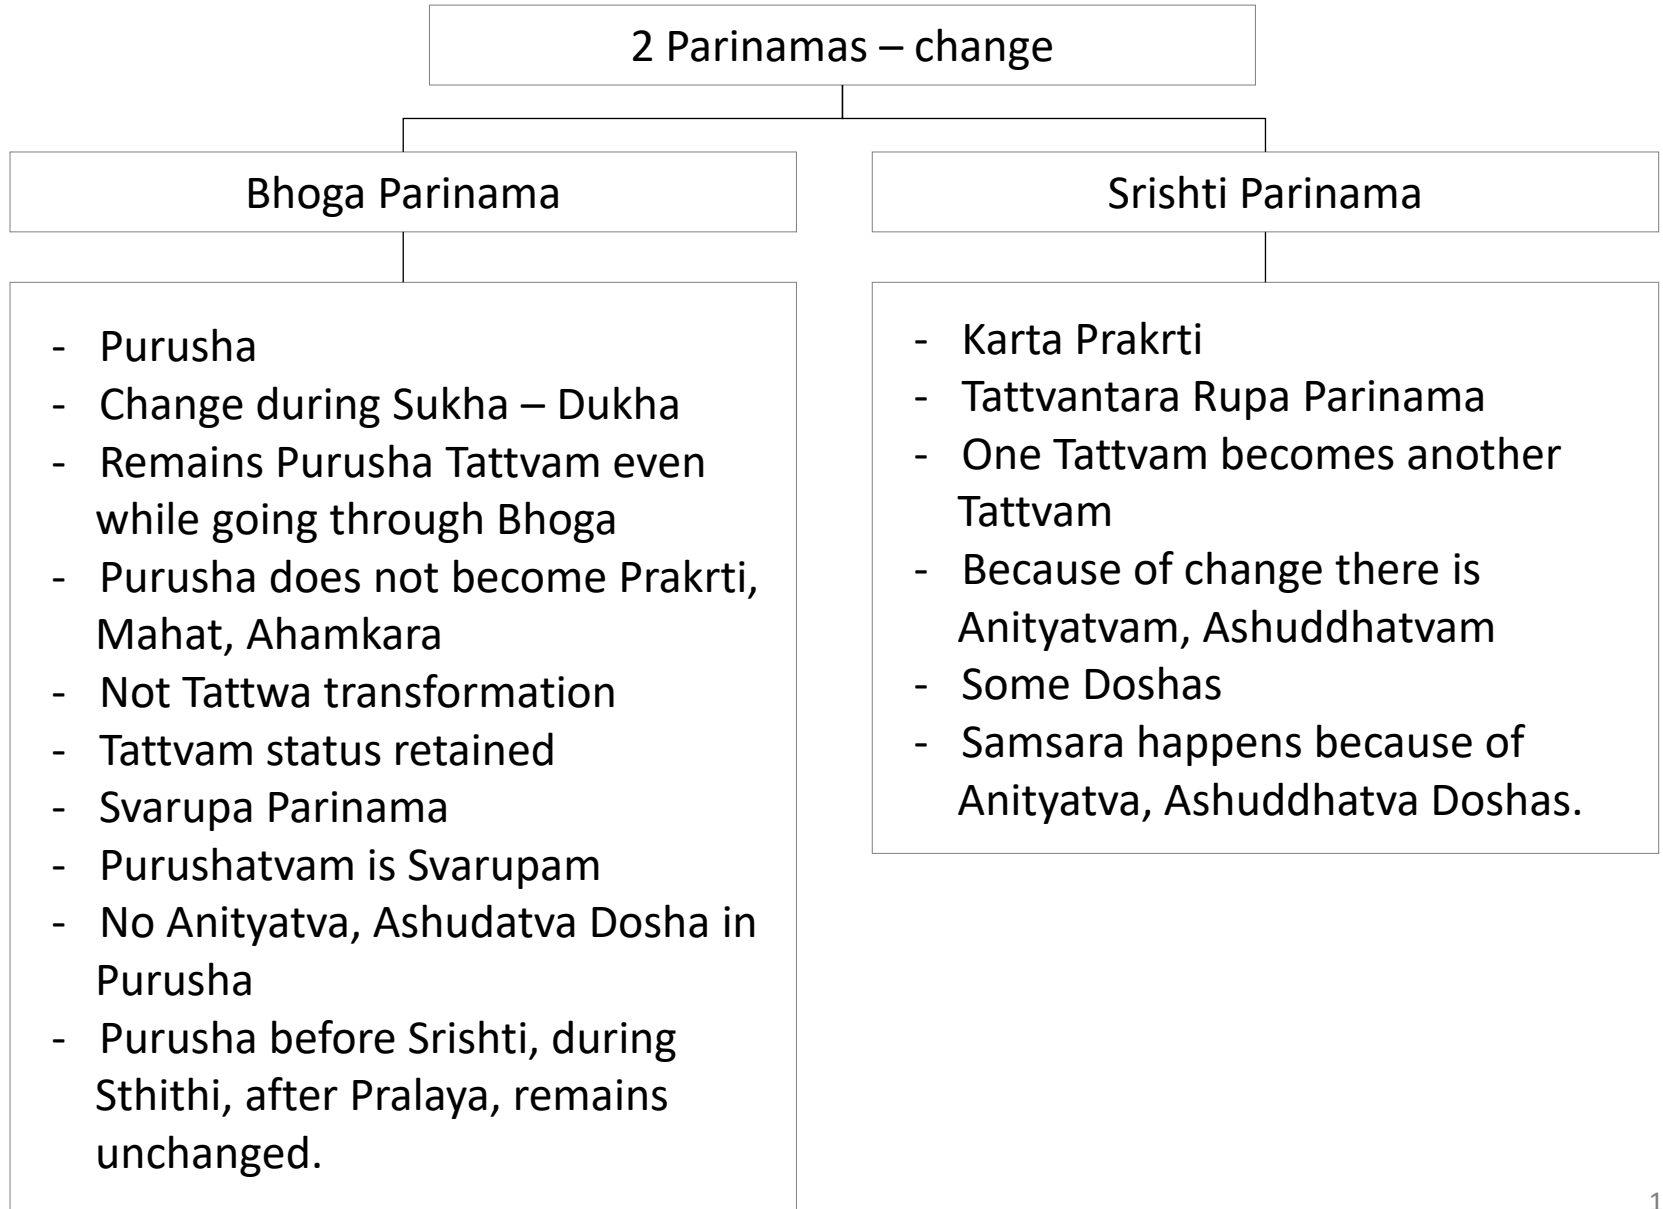 2 Parinamas – change
Bhoga Parinama
- Purusha
- Change during Sukha – Dukha
- Remains Purusha Tattvam even
while going through Bhoga
- Purusha does not become Prakrti,
Mahat, Ahamkara
- Not Tattwa transformation
- Tattvam status retained
- Svarupa Parinama
- Purushatvam is Svarupam
- No Anityatva, Ashudatva Dosha in
Purusha
- Purusha before Srishti, during
Sthithi, after Pralaya, remains
unchanged.
Srishti Parinama
- Karta Prakrti
- Tattvantara Rupa Parinama
- One Tattvam becomes another
Tattvam
- Because of change there is
Anityatvam, Ashuddhatvam
- Some Doshas
- Samsara happens because of
Anityatva, Ashuddhatva Doshas.
1